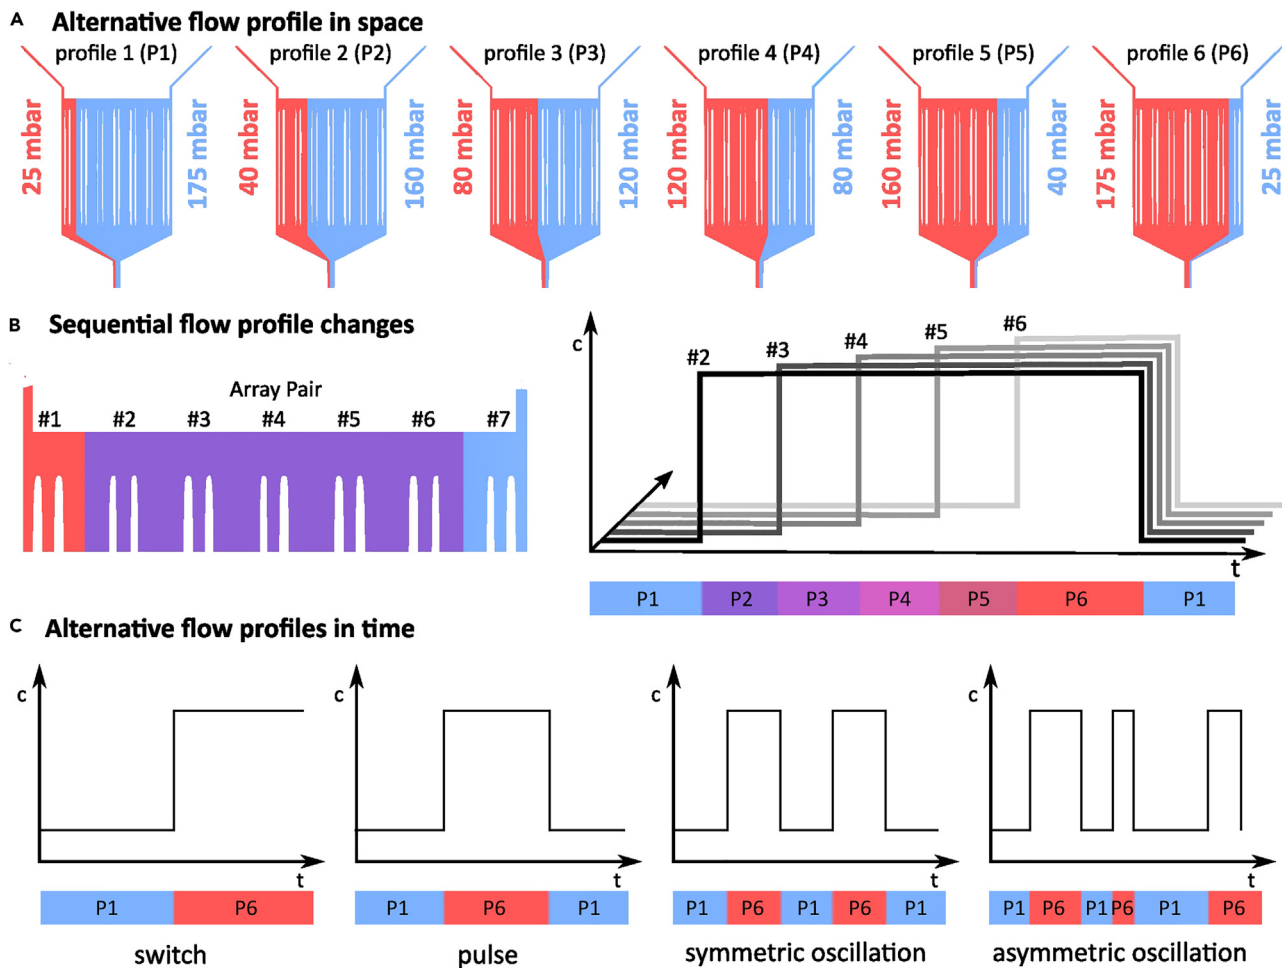 A Alternative flow profile in space
profile 1 (P1) profile 2 (P2) profile 3 (P3) profile 4 (P4) profile 5 (P5) profile 6 (P6)
25 mbar 175 mbar 40 mbar 160 mbar 80 mbar 120 mbar 120 mbar 80 mbar 160 mbar 40 mbar 175 mbar 25 mbar
B Sequential flow profile changes
Array Pair
#1 #2 #3 #4 #5 #6 #7
c
#2 #3 #4 #5 #6
t
P1 P2 P3 P4 P5 P6 P1
C Alternative flow profiles in time
c c c c
t t t t
P1 P6 P1 P6 P1 P1 P6 P1 P6 P1 P1 P6 P1 P6 P1 P6
switch pulse symmetric oscillation asymmetric oscillation